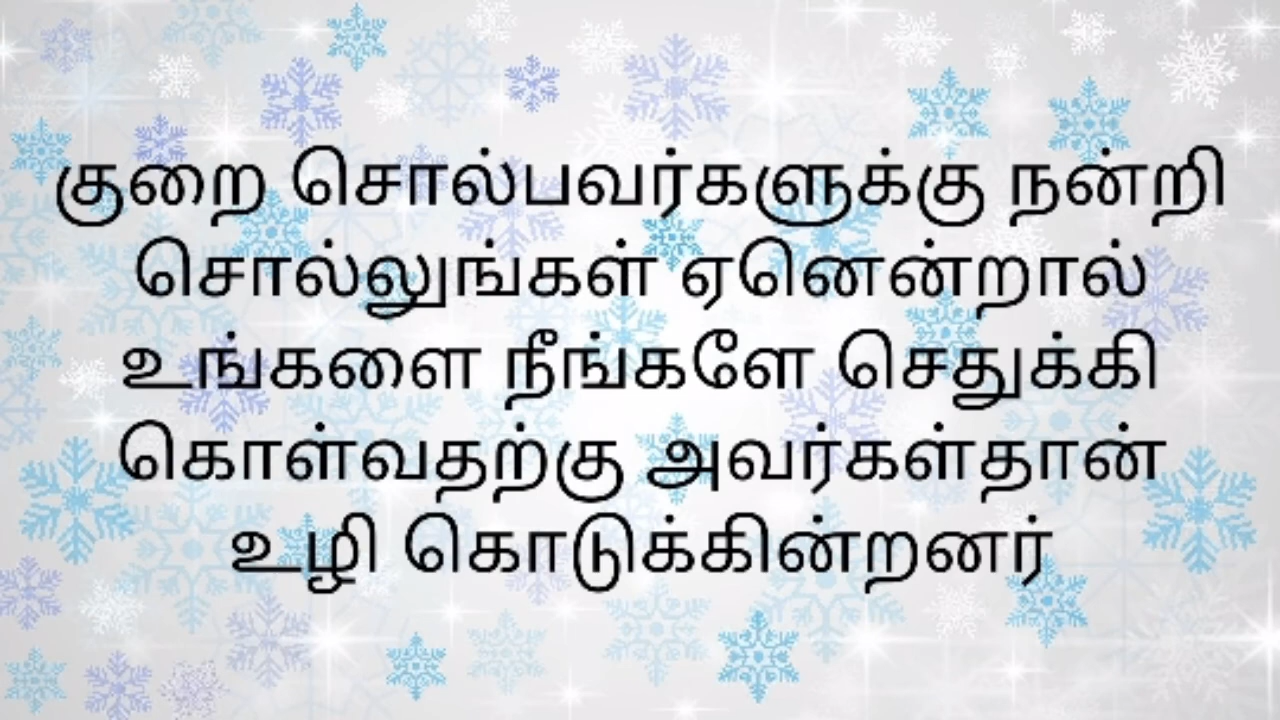 குறை சொல்பவர்களுக்கு நன்றி
சொல்லுங்கள் ஏனென்றால்
உங்களை நீங்களே செதுக்கி
கொள்வதற்கு அவர்கள்தான்
உழி கொடுக்கின்றனர்